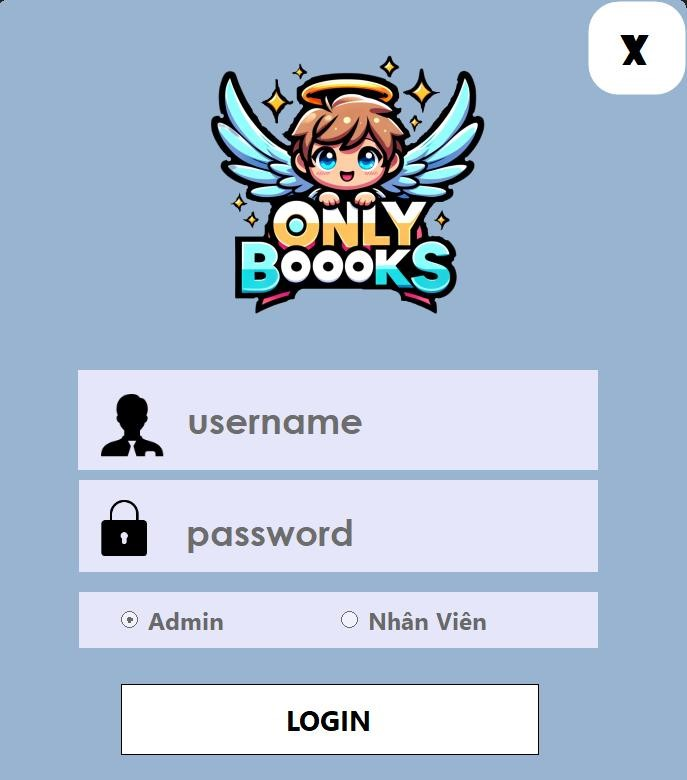 X
ONLY
BOOOKS
username
password
Admin
Nhân Viên
LOGIN